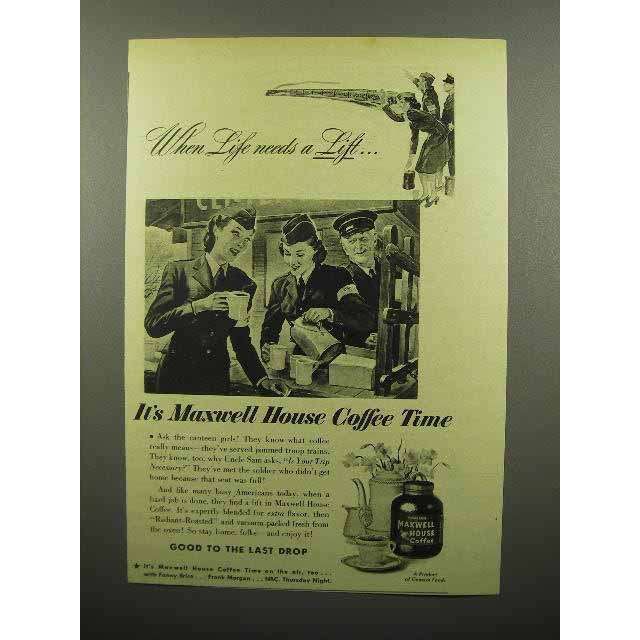 When Life needs a Lift...
It's Maxwell House Coffee Time
• Ask the canteen girls! They know what coffee
really means—they've served jammed troop trains.
They know, too, why Uncle Sam asks, "Is Your Trip
Necessary?" They've met the soldier who didn't get
home because that seat was full!
And like many busy Americans today, when a
hard job is done, they find a lift in Maxwell House
Coffee. It's expertly blended for extra flavor, then
"Radiant-Roasted" and vacuum packed fresh from
the oven! So stay home, folks—and enjoy it!
GOOD TO THE LAST DROP
★ It's Maxwell House Coffee Time on the air, too...
with Fanny Brice... Frank Morgan... NBC, Thursday Night.
MAXWELL
HOUSE
Coffee
A Product
of General Foods